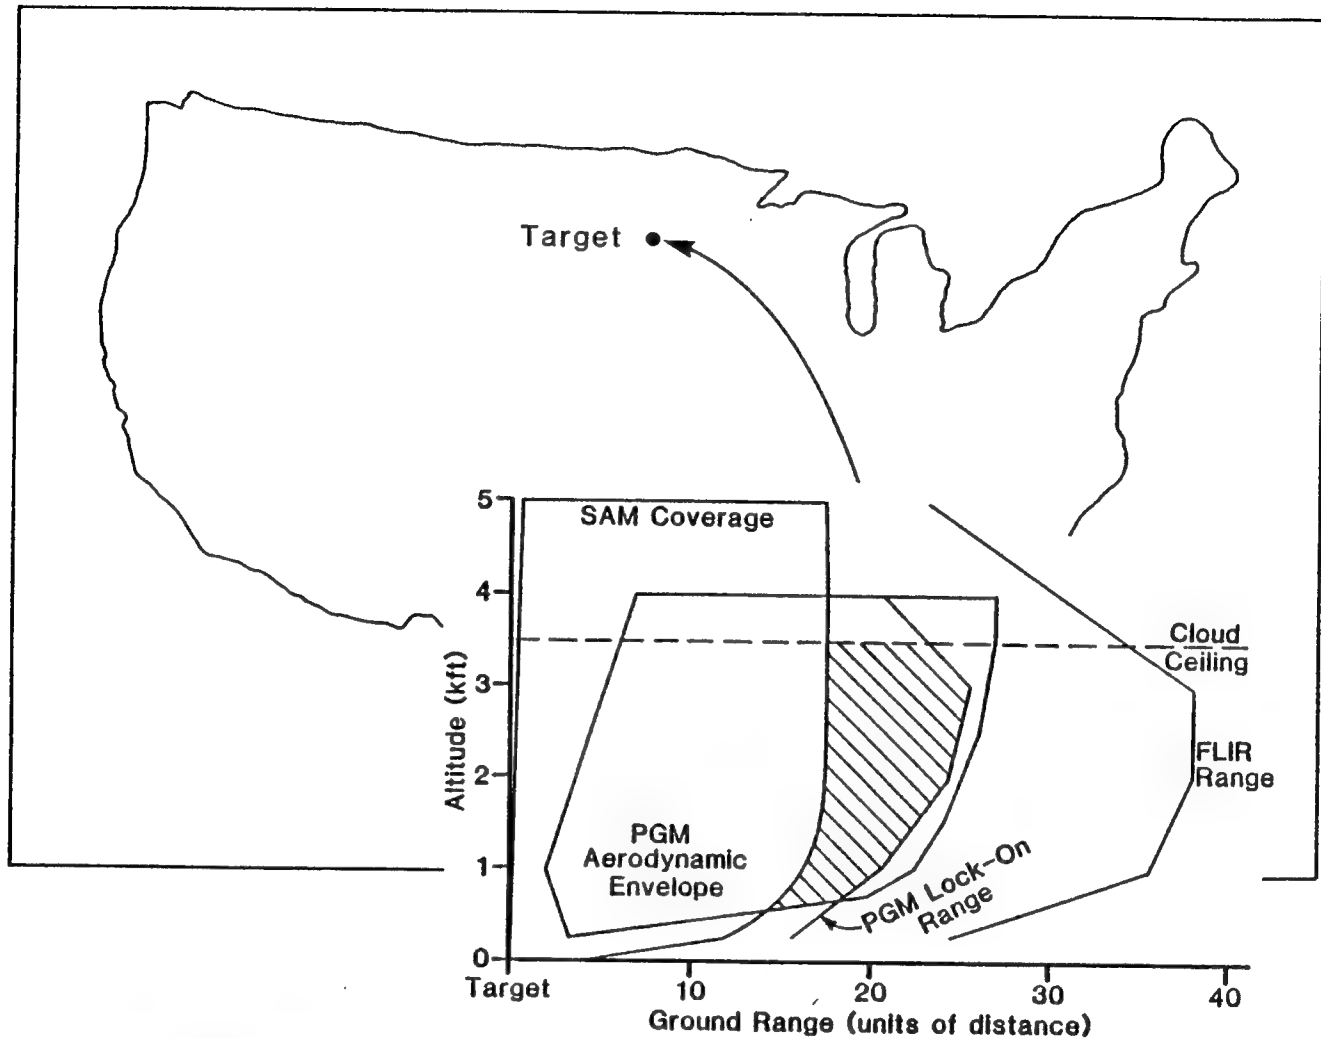 Target
5
SAM Coverage
4
Cloud
Ceiling
3
Altitude (kft)
FLIR
Range
2
PGM
Aerodynamic
Envelope
1
PGM Lock-On
Range
0
Target
10
20
30
40
Ground Range (units of distance)